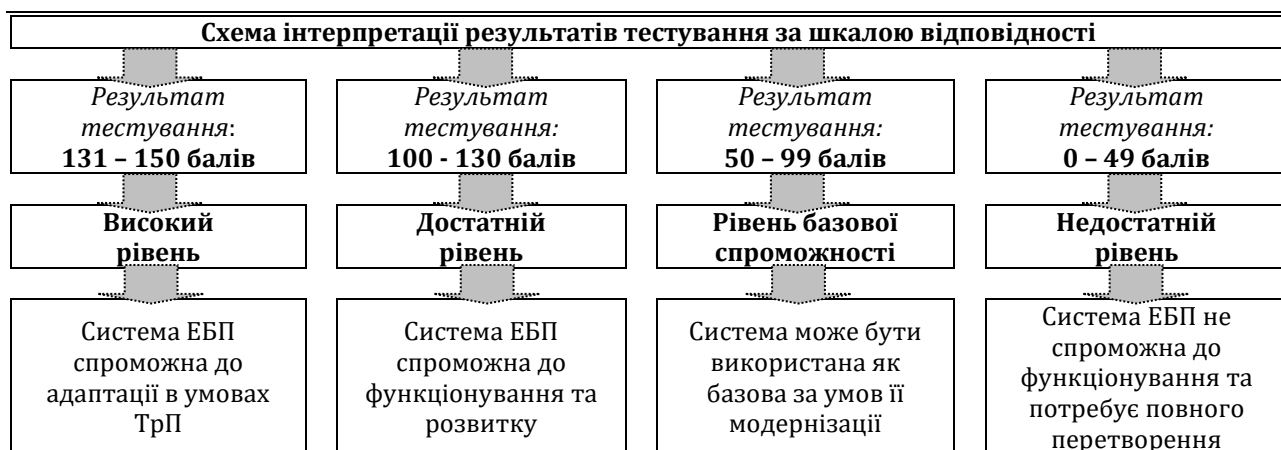 Схема інтерпретації результатів тестування за шкалою відповідності
Результат
тестування:
131 – 150 балів
Високий
рівень
Система ЕБП
спроможна до
адаптації в умовах
ТрП
Результат
тестування:
100 - 130 балів
Достатній
рівень
Система ЕБП
спроможна до
функціонування та
розвитку
Результат
тестування:
50 – 99 балів
Рівень базової
спроможності
Система може бути
використана як
базова за умов її
модернізації
Результат
тестування:
0 – 49 балів
Недостатній
рівень
Система ЕБП не
спроможна до
функціонування та
потребує повного
перетворення